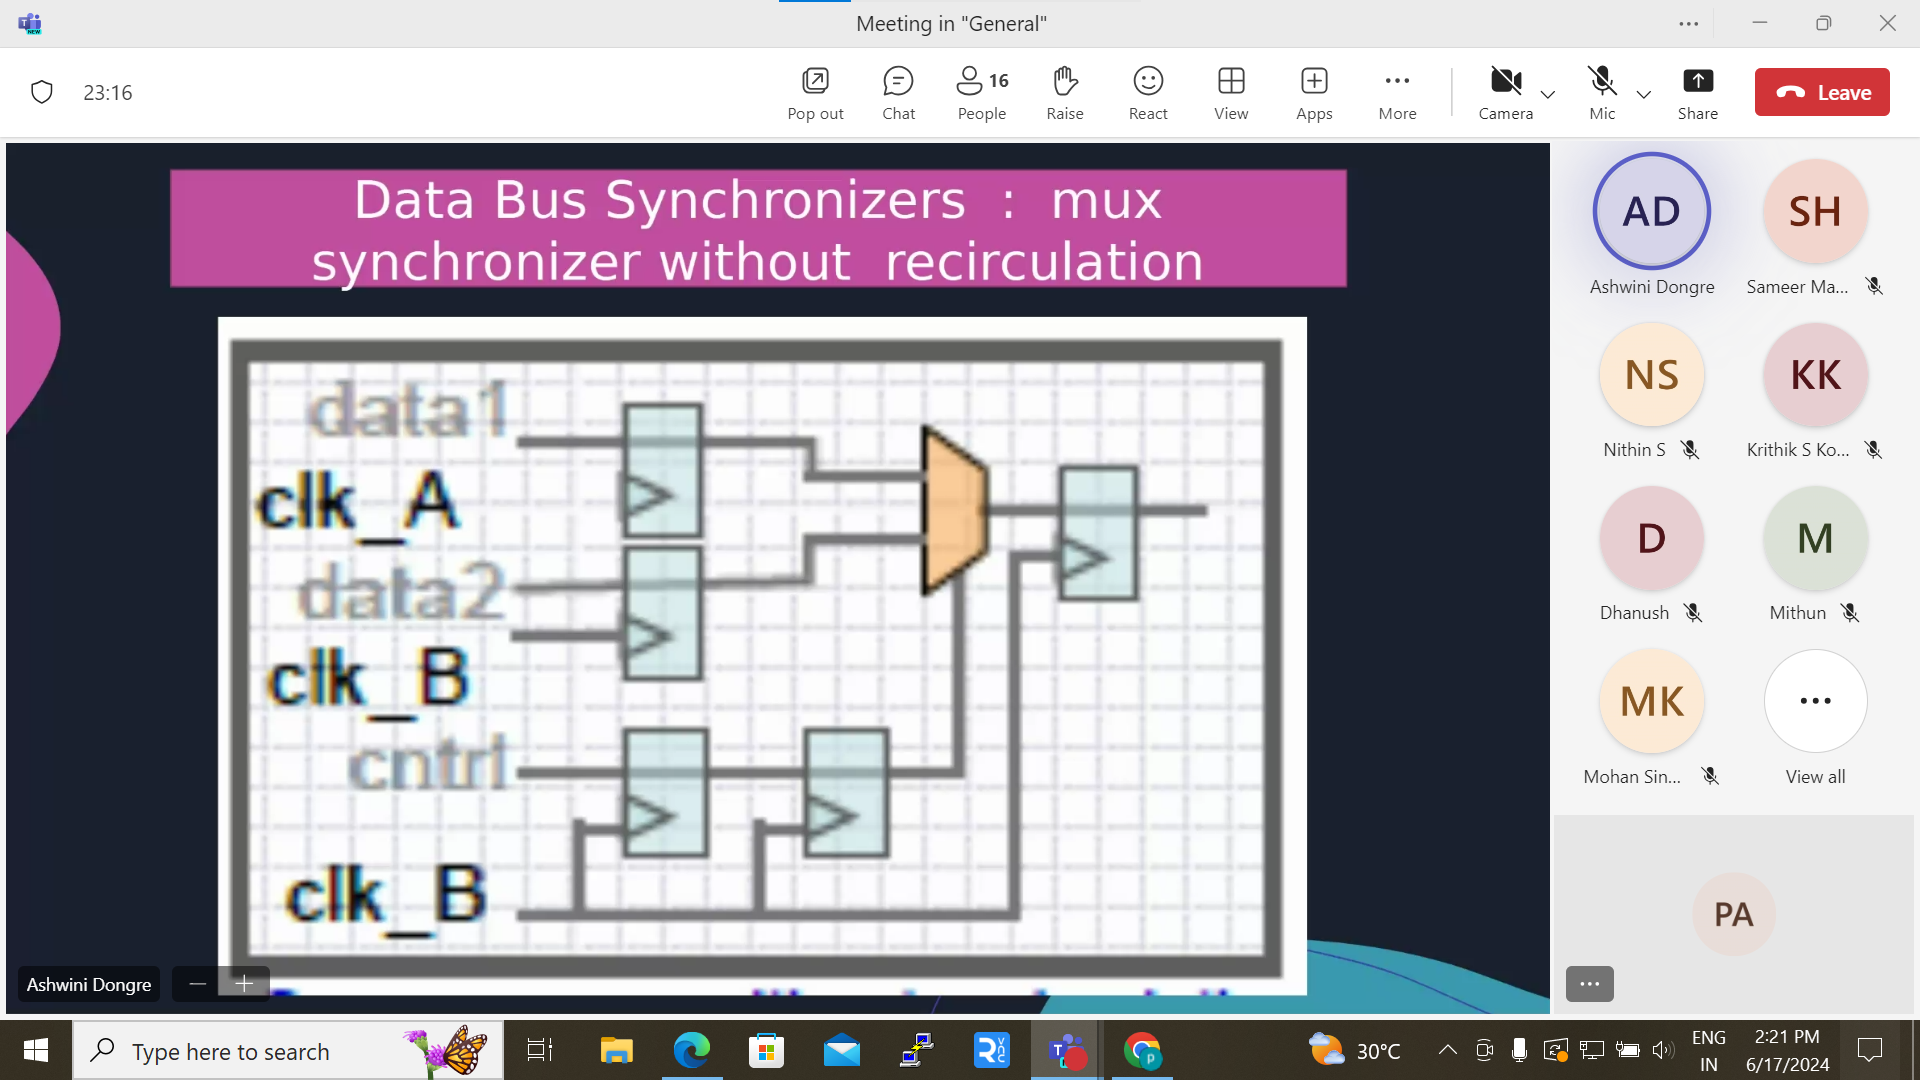 Meeting in "General"
NEW
23:16
Pop out
Chat
16
People
Raise
React
View
Apps
More
Camera
Mic
Share
Leave
Data Bus Synchronizers : mux
synchronizer without recirculation
data1
clk_A
data2
clk_B
cntrl
clk_B
Ashwini Dongre
AD
SH
Ashwini Dongre
Sameer Ma...
NS
KK
Nithin S
Krithik S Ko...
D
M
Dhanush
Mithun
MK
Mohan Sin...
View all
PA
Type here to search
30°C
ENG
IN
2:21 PM
6/17/2024